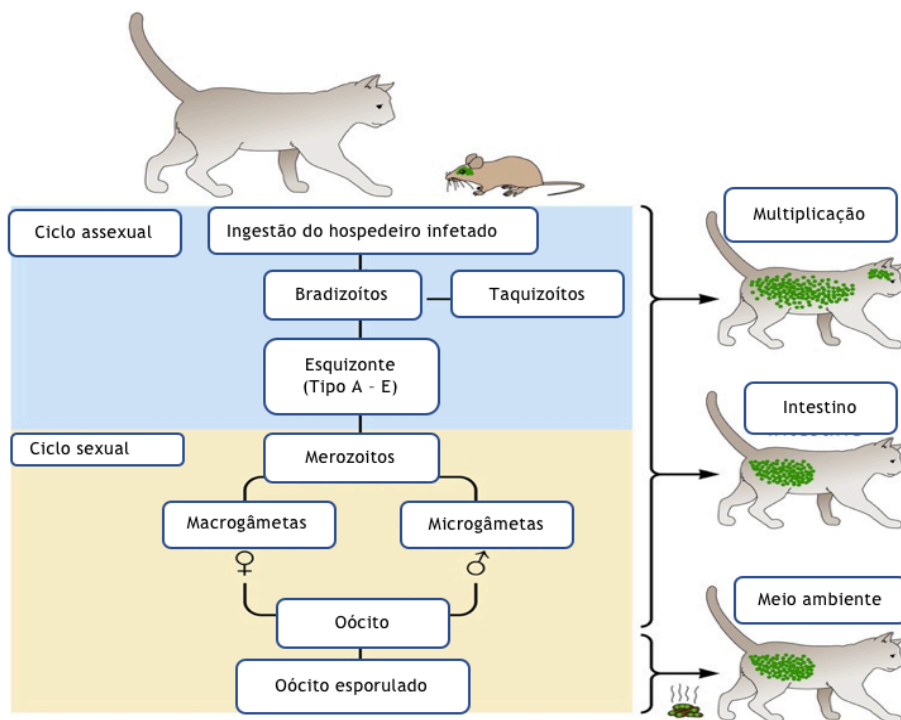 Ciclo assexual
Ingestão do hospedeiro infetado
Bradizoítos
Taquizoítos
Esquizonte
(Tipo A – E)
Ciclo sexual
Merozoitos
Macrogâmetas
Microgâmetas
♀
♂
Oócito
Oócito esporulado
Multiplicação
Intestino
Meio ambiente